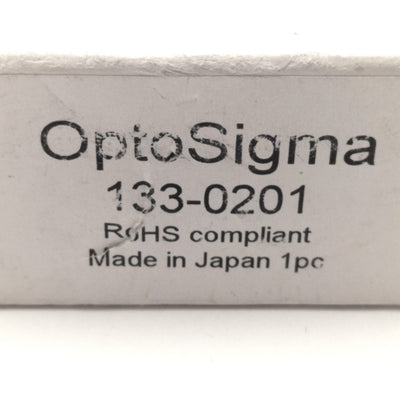 OptoSigma
133-0201
RoHS compliant
Made in Japan 1pc